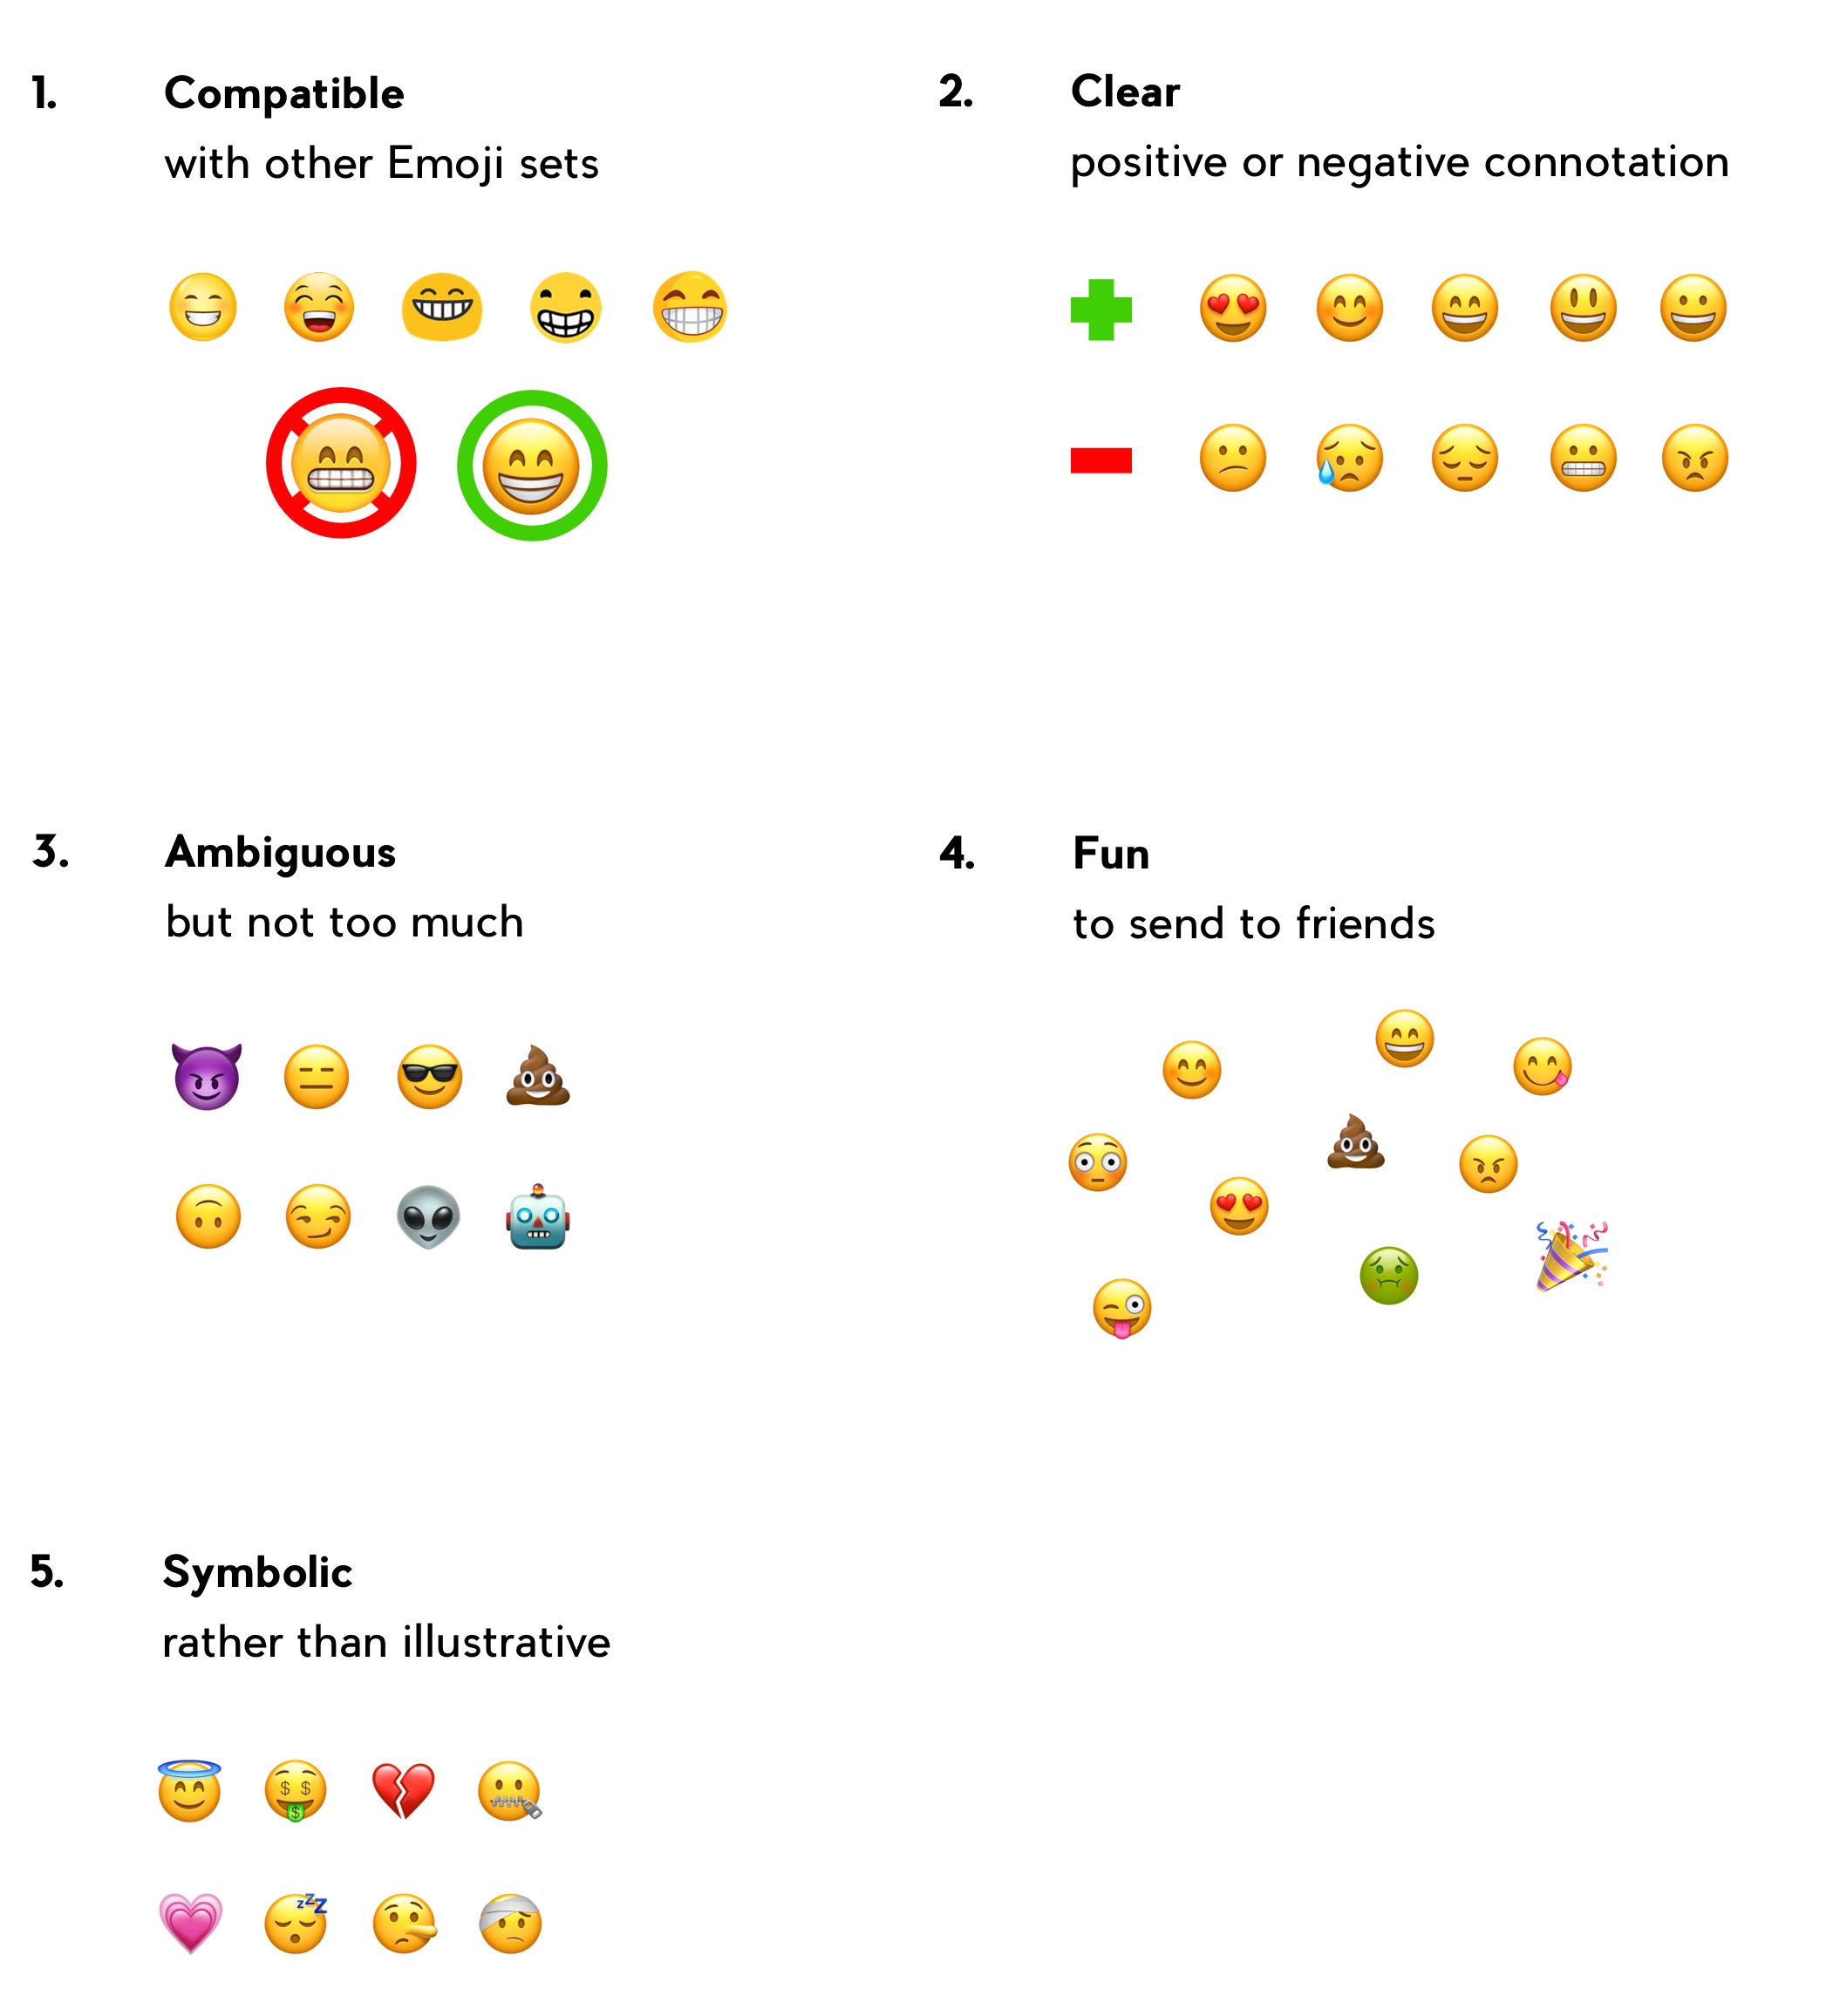 1. Compatible
with other Emoji sets
2. Clear
positive or negative connotation
3. Ambiguous
but not too much
4. Fun
to send to friends
5. Symbolic
rather than illustrative
$ $
$
zZZ